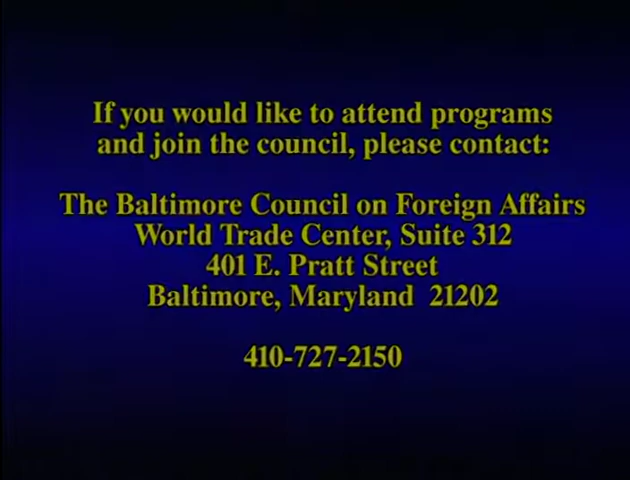 If you would like to attend programs
and join the council, please contact:
The Baltimore Council on Foreign Affairs
World Trade Center, Suite 312
401 E. Pratt Street
Baltimore, Maryland  21202
410-727-2150